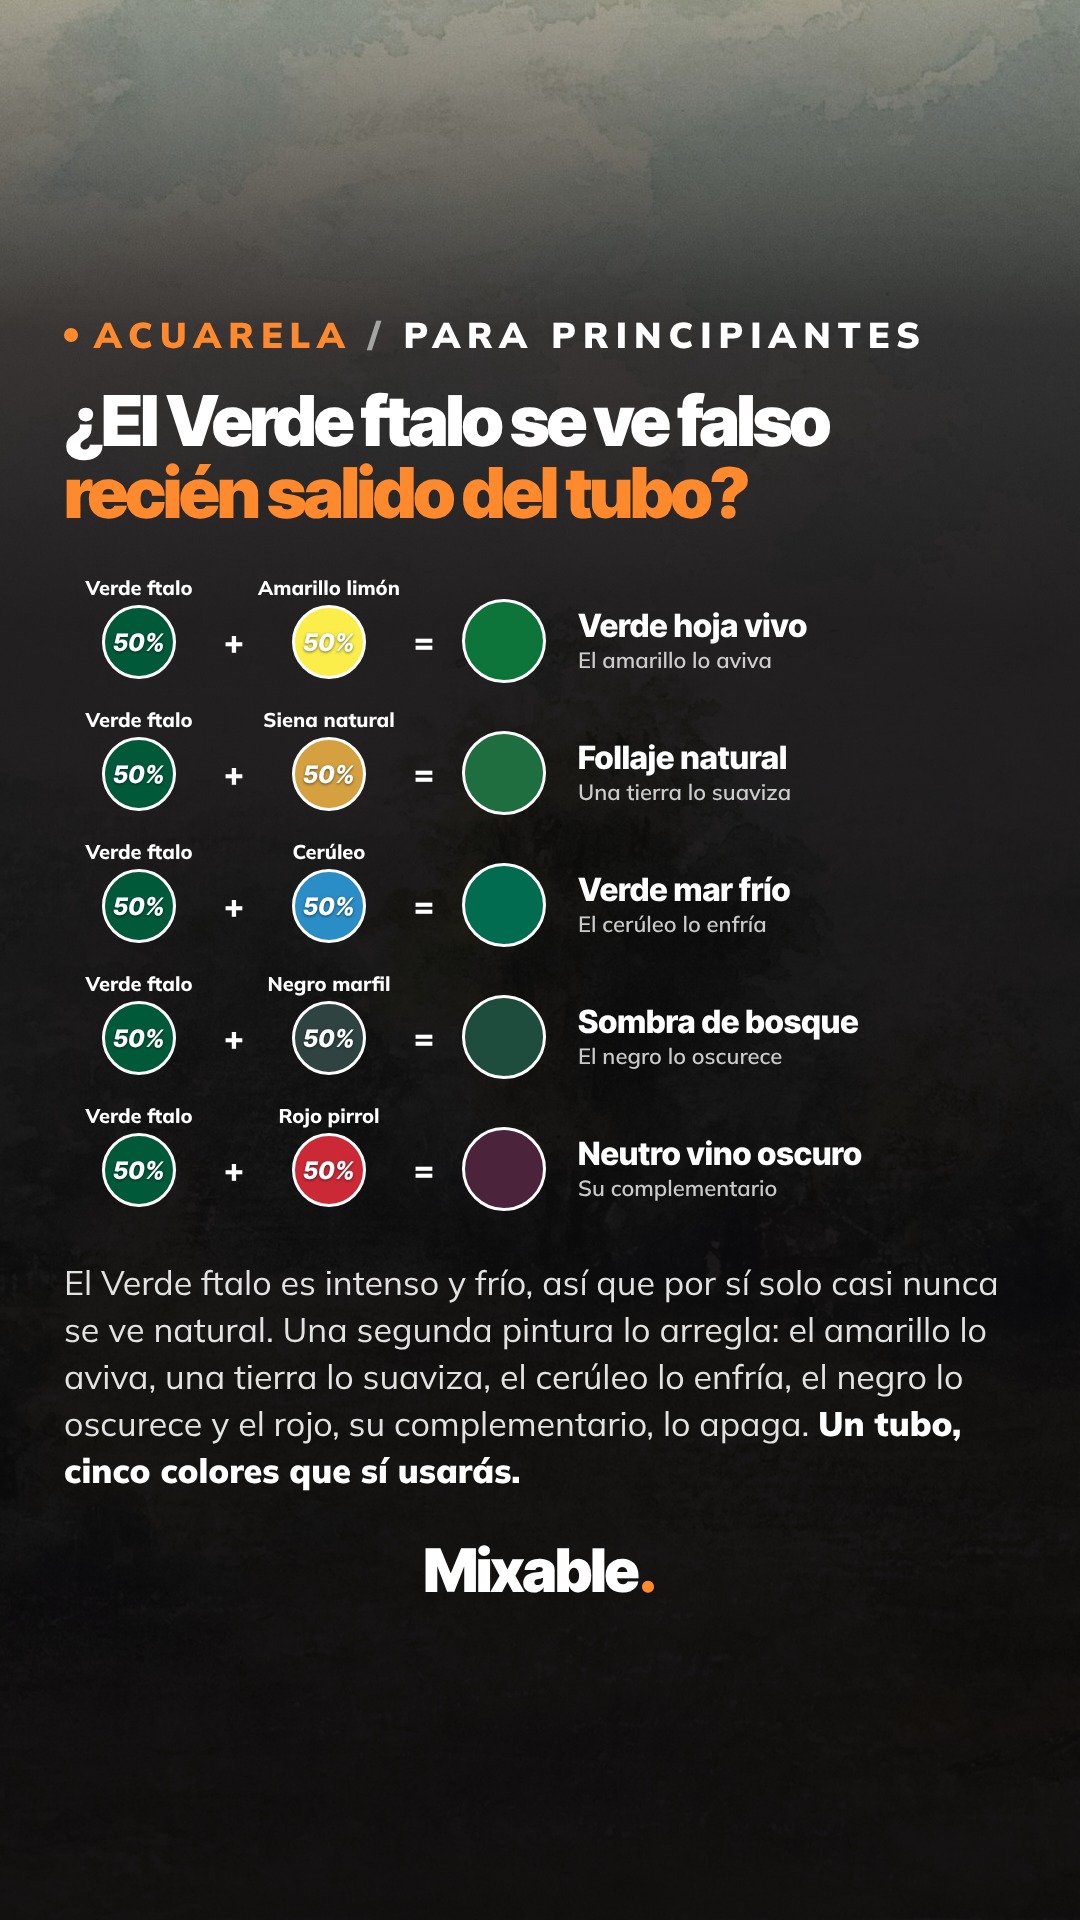 • ACUARELA / PARA PRINCIPIANTES
¿El Verde ftalo se ve falso
recién salido del tubo?
Verde ftalo Amarillo limón
50% + 50% = Verde hoja vivo
El amarillo lo aviva
Verde ftalo Siena natural
50% + 50% = Follaje natural
Una tierra lo suaviza
Verde ftalo Cerúleo
50% + 50% = Verde mar frío
El cerúleo lo enfría
Verde ftalo Negro marfil
50% + 50% = Sombra de bosque
El negro lo oscurece
Verde ftalo Rojo pirrol
50% + 50% = Neutro vino oscuro
Su complementario
El Verde ftalo es intenso y frío, así que por sí solo casi nunca
se ve natural. Una segunda pintura lo arregla: el amarillo lo
aviva, una tierra lo suaviza, el cerúleo lo enfría, el negro lo
oscurece y el rojo, su complementario, lo apaga. Un tubo,
cinco colores que sí usarás.
Mixable.